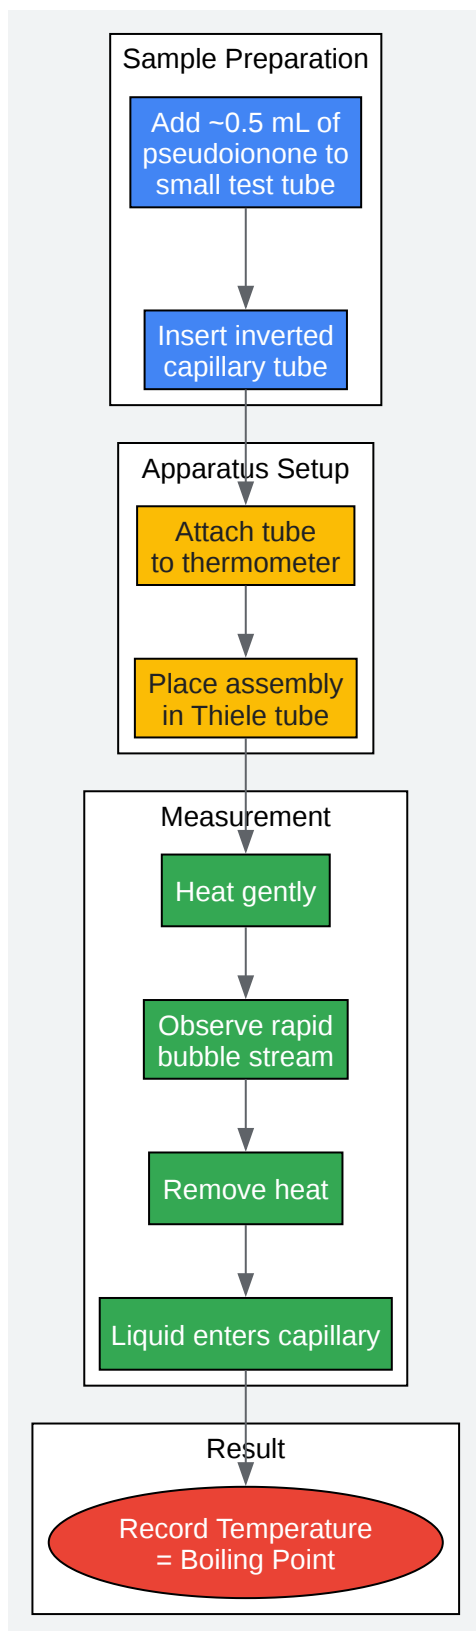 Sample Preparation
Add ~0.5 mL of
pseudoionone to
small test tube
Insert inverted
capillary tube
Apparatus Setup
Attach tube
to thermometer
Place assembly
in Thiele tube
Measurement
Heat gently
Observe rapid
bubble stream
Remove heat
Liquid enters capillary
Result
Record Temperature
= Boiling Point